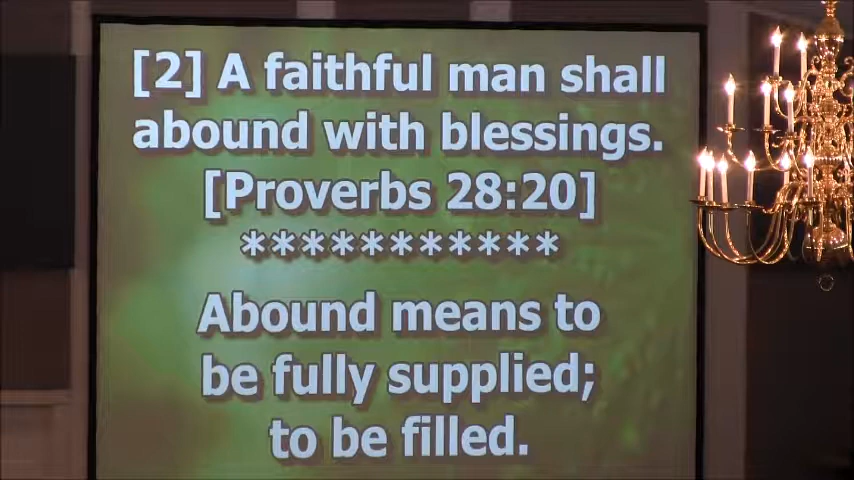 [2] A faithful man shall
abound with blessings.
[Proverbs 28:20]
***********
Abound means to
be fully supplied;
to be filled.